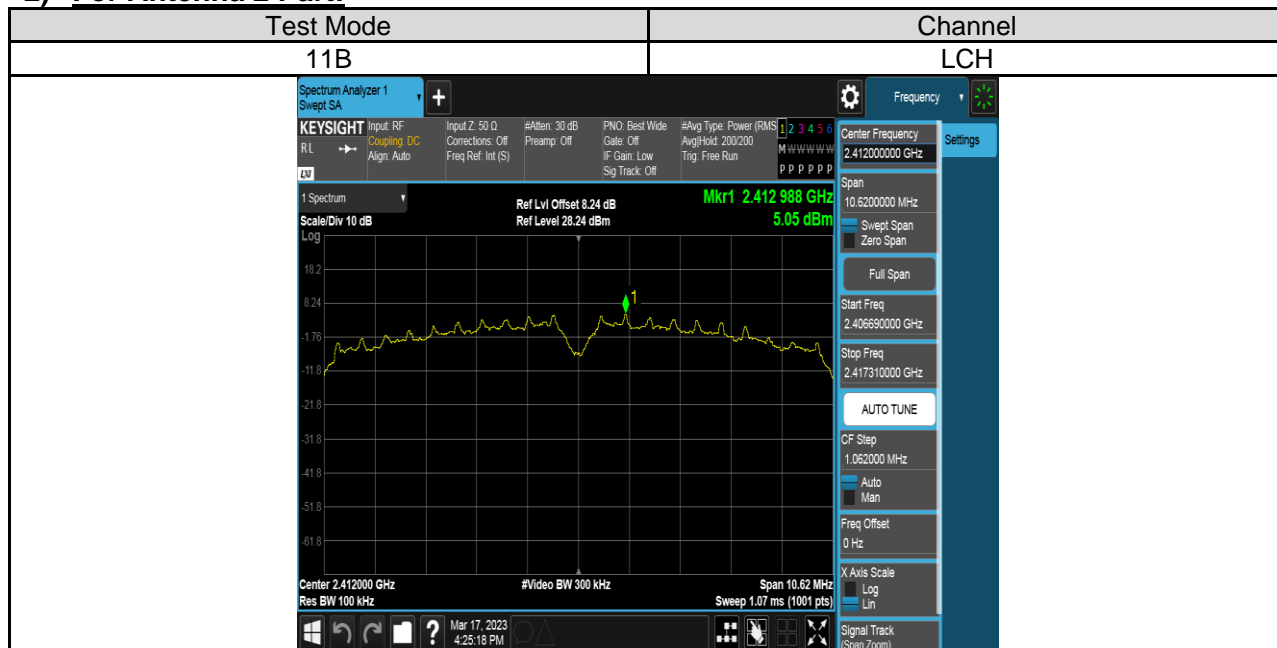 2) For Antenna 2 Part:
Test Mode Channel
11B LCH
Spectrum Analyzer 1
Swept SA
+
Frequency
KEYSIGHT
RL
LXI
Input: RF
Coupling: DC
Align: Auto
Input Z: 50 Ω
Corrections: Off
Freq Ref: Int (S)
#Atten: 30 dB
Preamp: Off
PNO: Best Wide
Gate: Off
IF Gain: Low
Sig Track: Off
#Avg Type: Power (RMS
Avg|Hold: 200/200
Trig: Free Run
1 2 3 4 5 6
M W W W W W
P P P P P P
Center Frequency
2.412000000 GHz
Settings
Span
10.6200000 MHz
Swept Span
Zero Span
Full Span
Start Freq
2.406690000 GHz
Stop Freq
2.417310000 GHz
AUTO TUNE
CF Step
1.062000 MHz
Auto
Man
Freq Offset
0 Hz
X Axis Scale
Log
Lin
Signal Track
(Span Zoom)
1 Spectrum
Scale/Div 10 dB
Log
Ref Lvl Offset 8.24 dB
Ref Level 28.24 dBm
Mkr1 2.412 988 GHz
5.05 dBm
1
18.2
8.24
-1.76
-11.8
-21.8
-31.8
-41.8
-51.8
-61.8
Center 2.412000 GHz
Res BW 100 kHz
#Video BW 300 kHz
Span 10.62 MHz
Sweep 1.07 ms (1001 pts)
?
Mar 17, 2023
4:25:18 PM